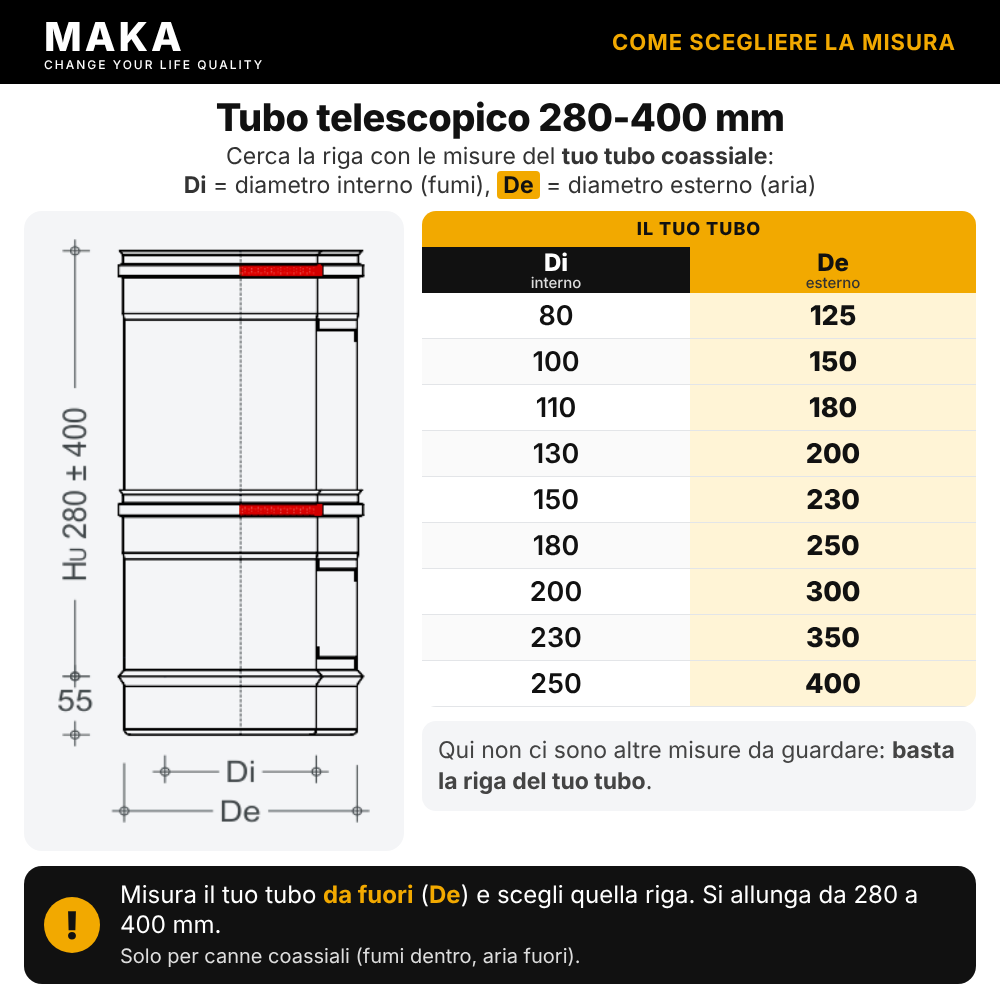 MAKA
CHANGE YOUR LIFE QUALITY
COME SCEGLIERE LA MISURA
Tubo telescopico 280-400 mm
Cerca la riga con le misure del tuo tubo coassiale:
Di = diametro interno (fumi), De = diametro esterno (aria)
Hu 280 ± 400
55
Di
De
IL TUO TUBO
Di De
interno esterno
80 125
100 150
110 180
130 200
150 230
180 250
200 300
230 350
250 400
Qui non ci sono altre misure da guardare: basta
la riga del tuo tubo.
!
Misura il tuo tubo da fuori (De) e scegli quella riga. Si allunga da 280 a
400 mm.
Solo per canne coassiali (fumi dentro, aria fuori).